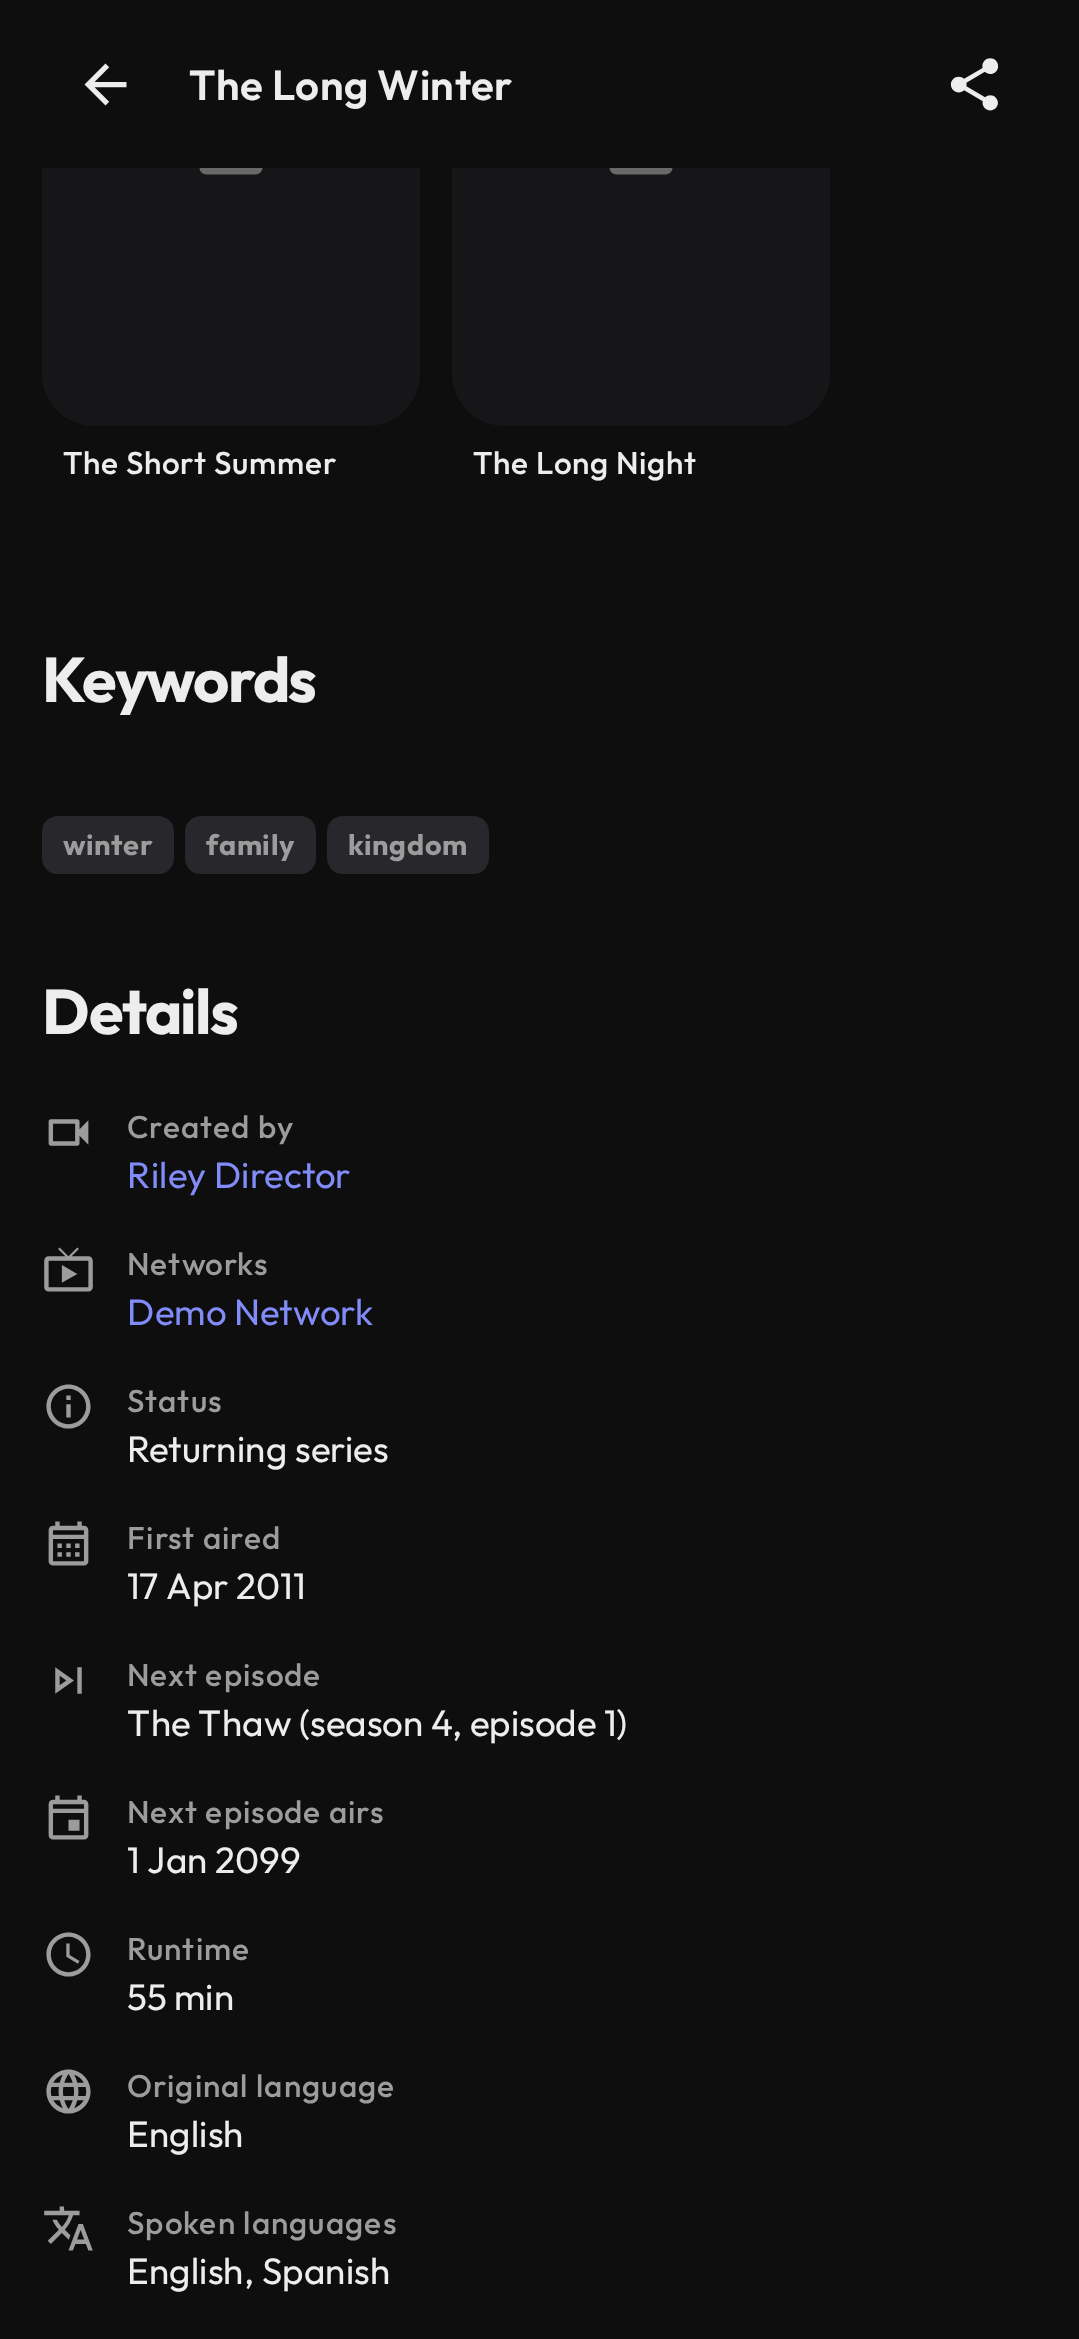 The Long Winter
The Short Summer
The Long Night
Keywords
winter
family
kingdom
Details
Created by
Riley Director
Networks
Demo Network
Status
Returning series
First aired
17 Apr 2011
Next episode
The Thaw (season 4, episode 1)
Next episode airs
1 Jan 2099
Runtime
55 min
Original language
English
Spoken languages
English, Spanish